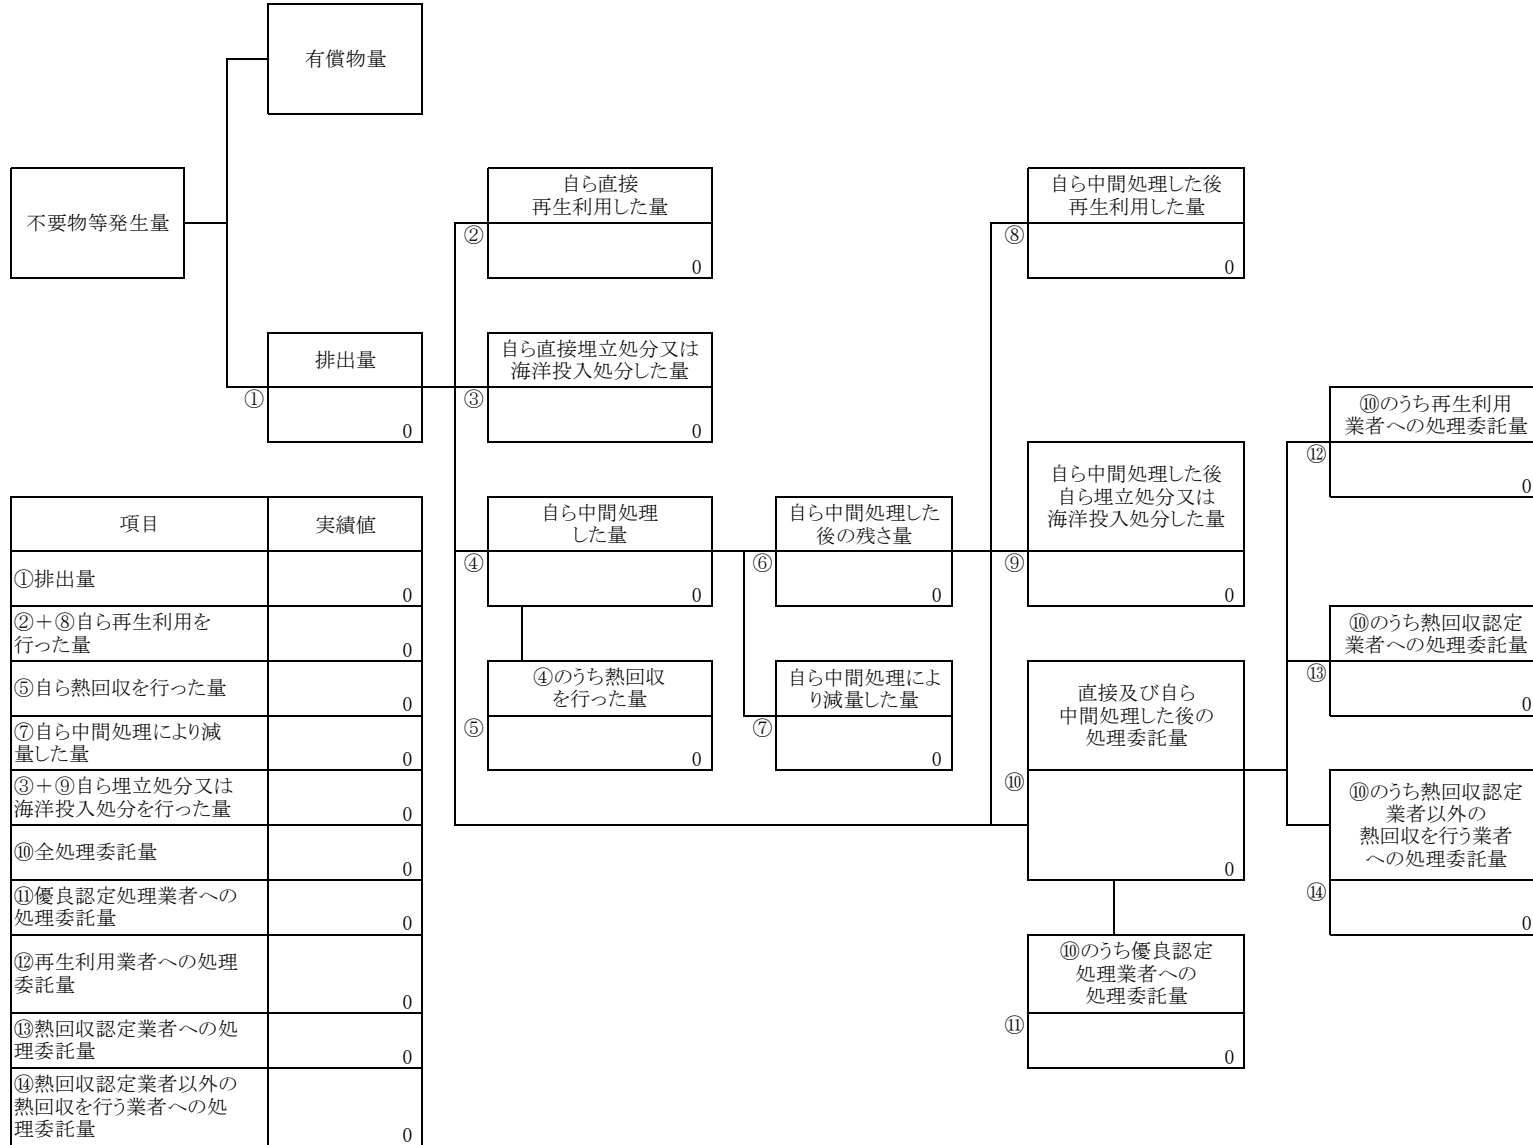 有償物量
不要物等発生量
自ら直接
再生利用した量
②
0
自ら中間処理した後
再生利用した量
⑧
0
排出量
①
0
自ら直接埋立処分又は
海洋投入処分した量
③
0
⑩のうち再生利用
業者への処理委託量
⑫
0
自ら中間処理
した量
④
0
自ら中間処理した
後の残さ量
⑥
0
自ら中間処理した後
自ら埋立処分又は
海洋投入処分した量
⑨
0
⑩のうち熱回収認定
業者への処理委託量
⑬
0
④のうち熱回収
を行った量
⑤
0
自ら中間処理によ
り減量した量
⑦
0
直接及び自ら
中間処理した後の
処理委託量
⑩
0
⑩のうち熱回収認定
業者以外の
熱回収を行う業者
への処理委託量
⑭
0
⑩のうち優良認定
処理業者への
処理委託量
⑪
0
項目
実績値
①排出量
0
②+⑧自ら再生利用を
行った量
0
⑤自ら熱回収を行った量
0
⑦自ら中間処理により減
量した量
0
③+⑨自ら埋立処分又は
海洋投入処分を行った量
0
⑩全処理委託量
0
⑪優良認定処理業者への
処理委託量
0
⑫再生利用業者への処理
委託量
0
⑬熱回収認定業者への処
理委託量
0
⑭熱回収認定業者以外の
熱回収を行う業者への処
理委託量
0